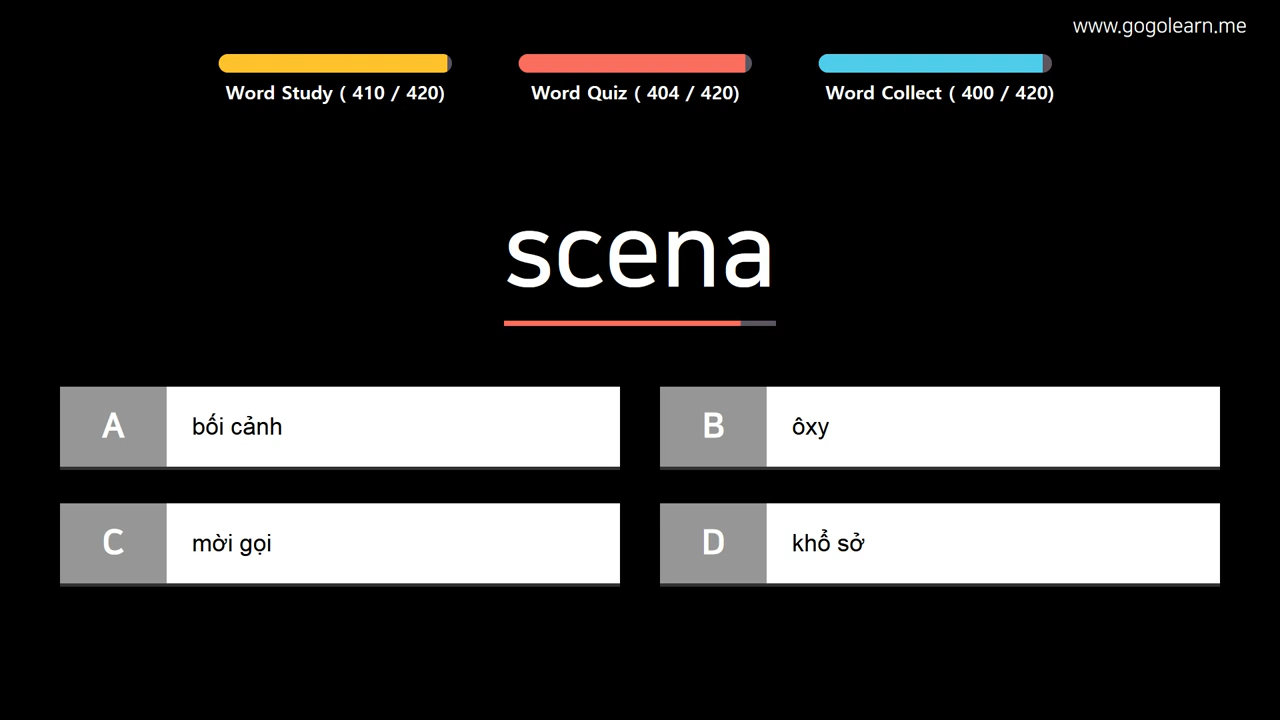 www.gogolearn.me
Word Study ( 410 / 420)
Word Quiz ( 404 / 420)
Word Collect ( 400 / 420)
scena
A bối cảnh
B ôxy
C mời gọi
D khổ sở